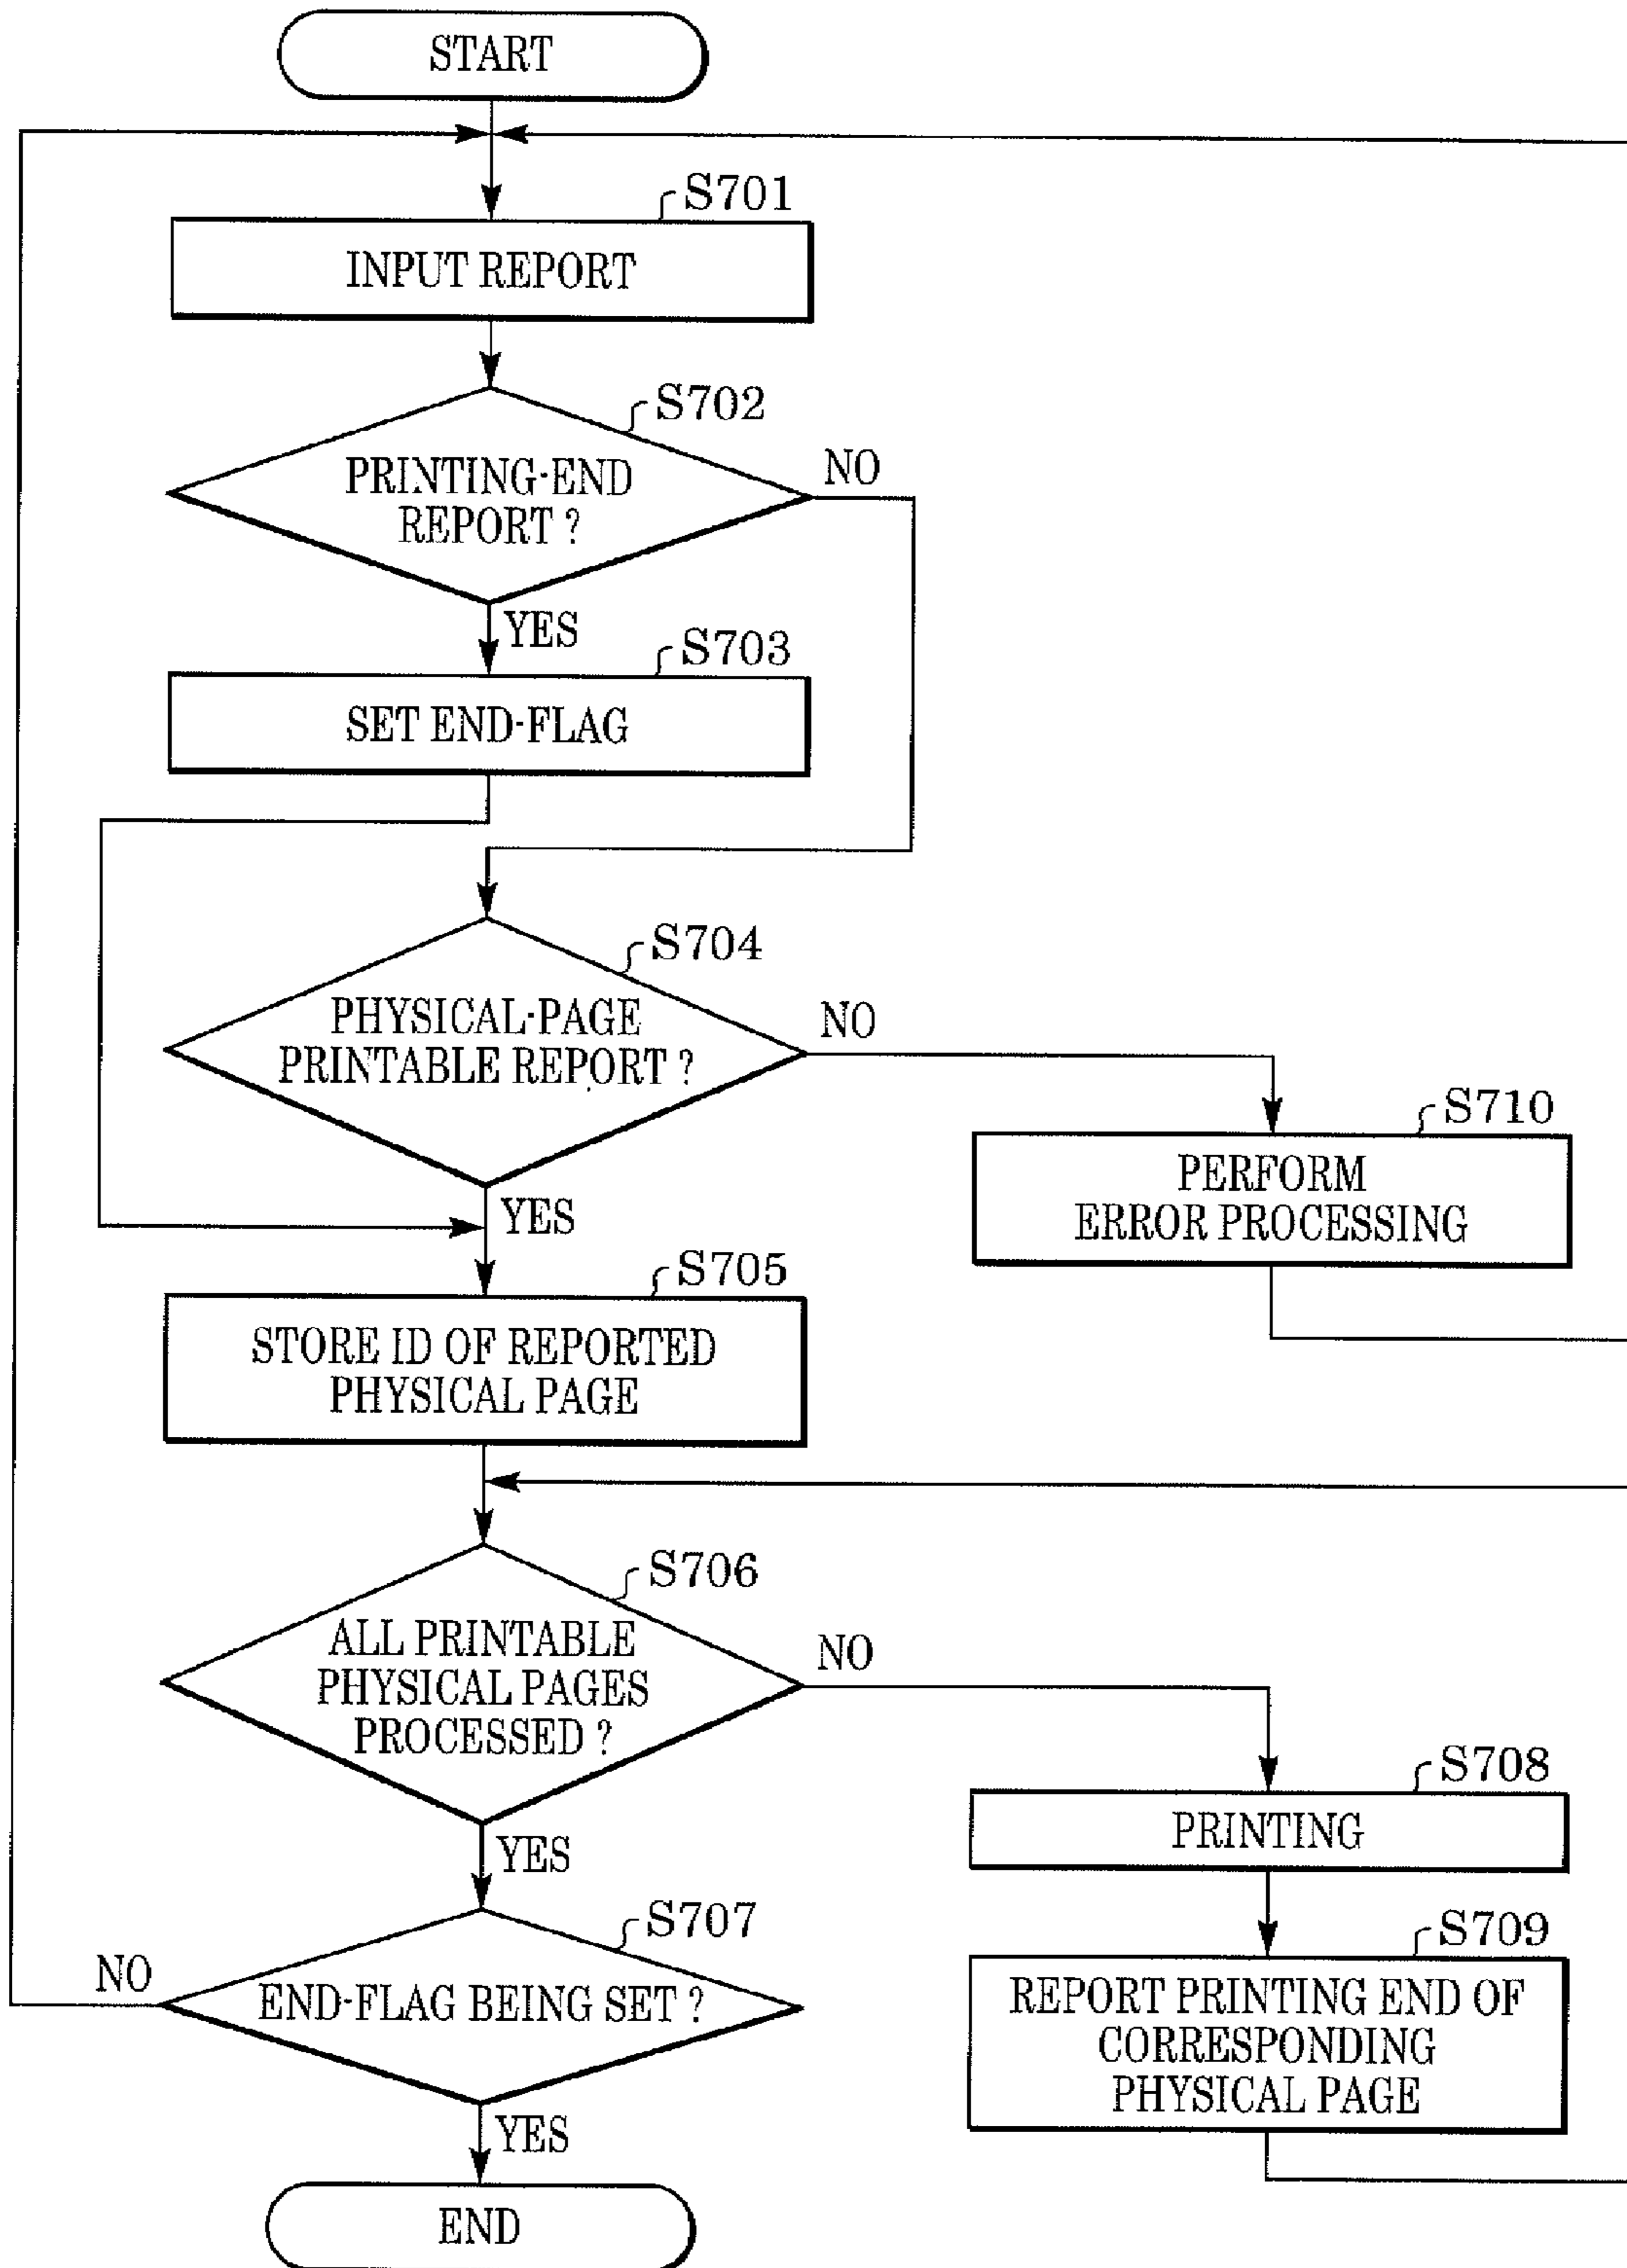 START
S701
INPUT REPORT
S702
PRINTING-END
REPORT ?
NO
YES
S703
SET END-FLAG
S704
PHYSICAL-PAGE
PRINTABLE REPORT ?
NO
YES
S710
PERFORM
ERROR PROCESSING
S705
STORE ID OF REPORTED
PHYSICAL PAGE
S706
ALL PRINTABLE
PHYSICAL PAGES
PROCESSED ?
NO
YES
S708
PRINTING
S707
END-FLAG BEING SET ?
NO
YES
S709
REPORT PRINTING END OF
CORRESPONDING
PHYSICAL PAGE
END